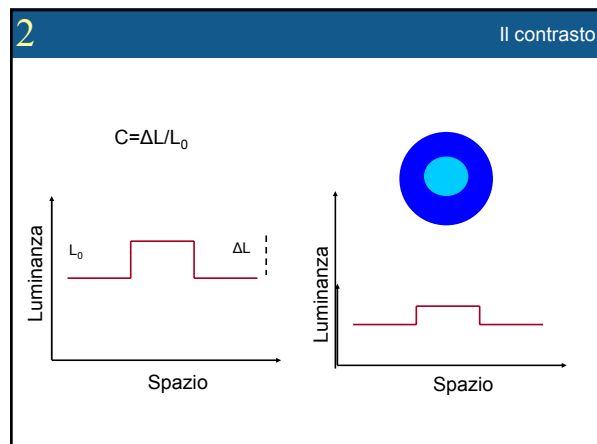 2
Il contrasto
C=ΔL/L₀
L₀
ΔL
Luminanza
Spazio
Luminanza
Spazio